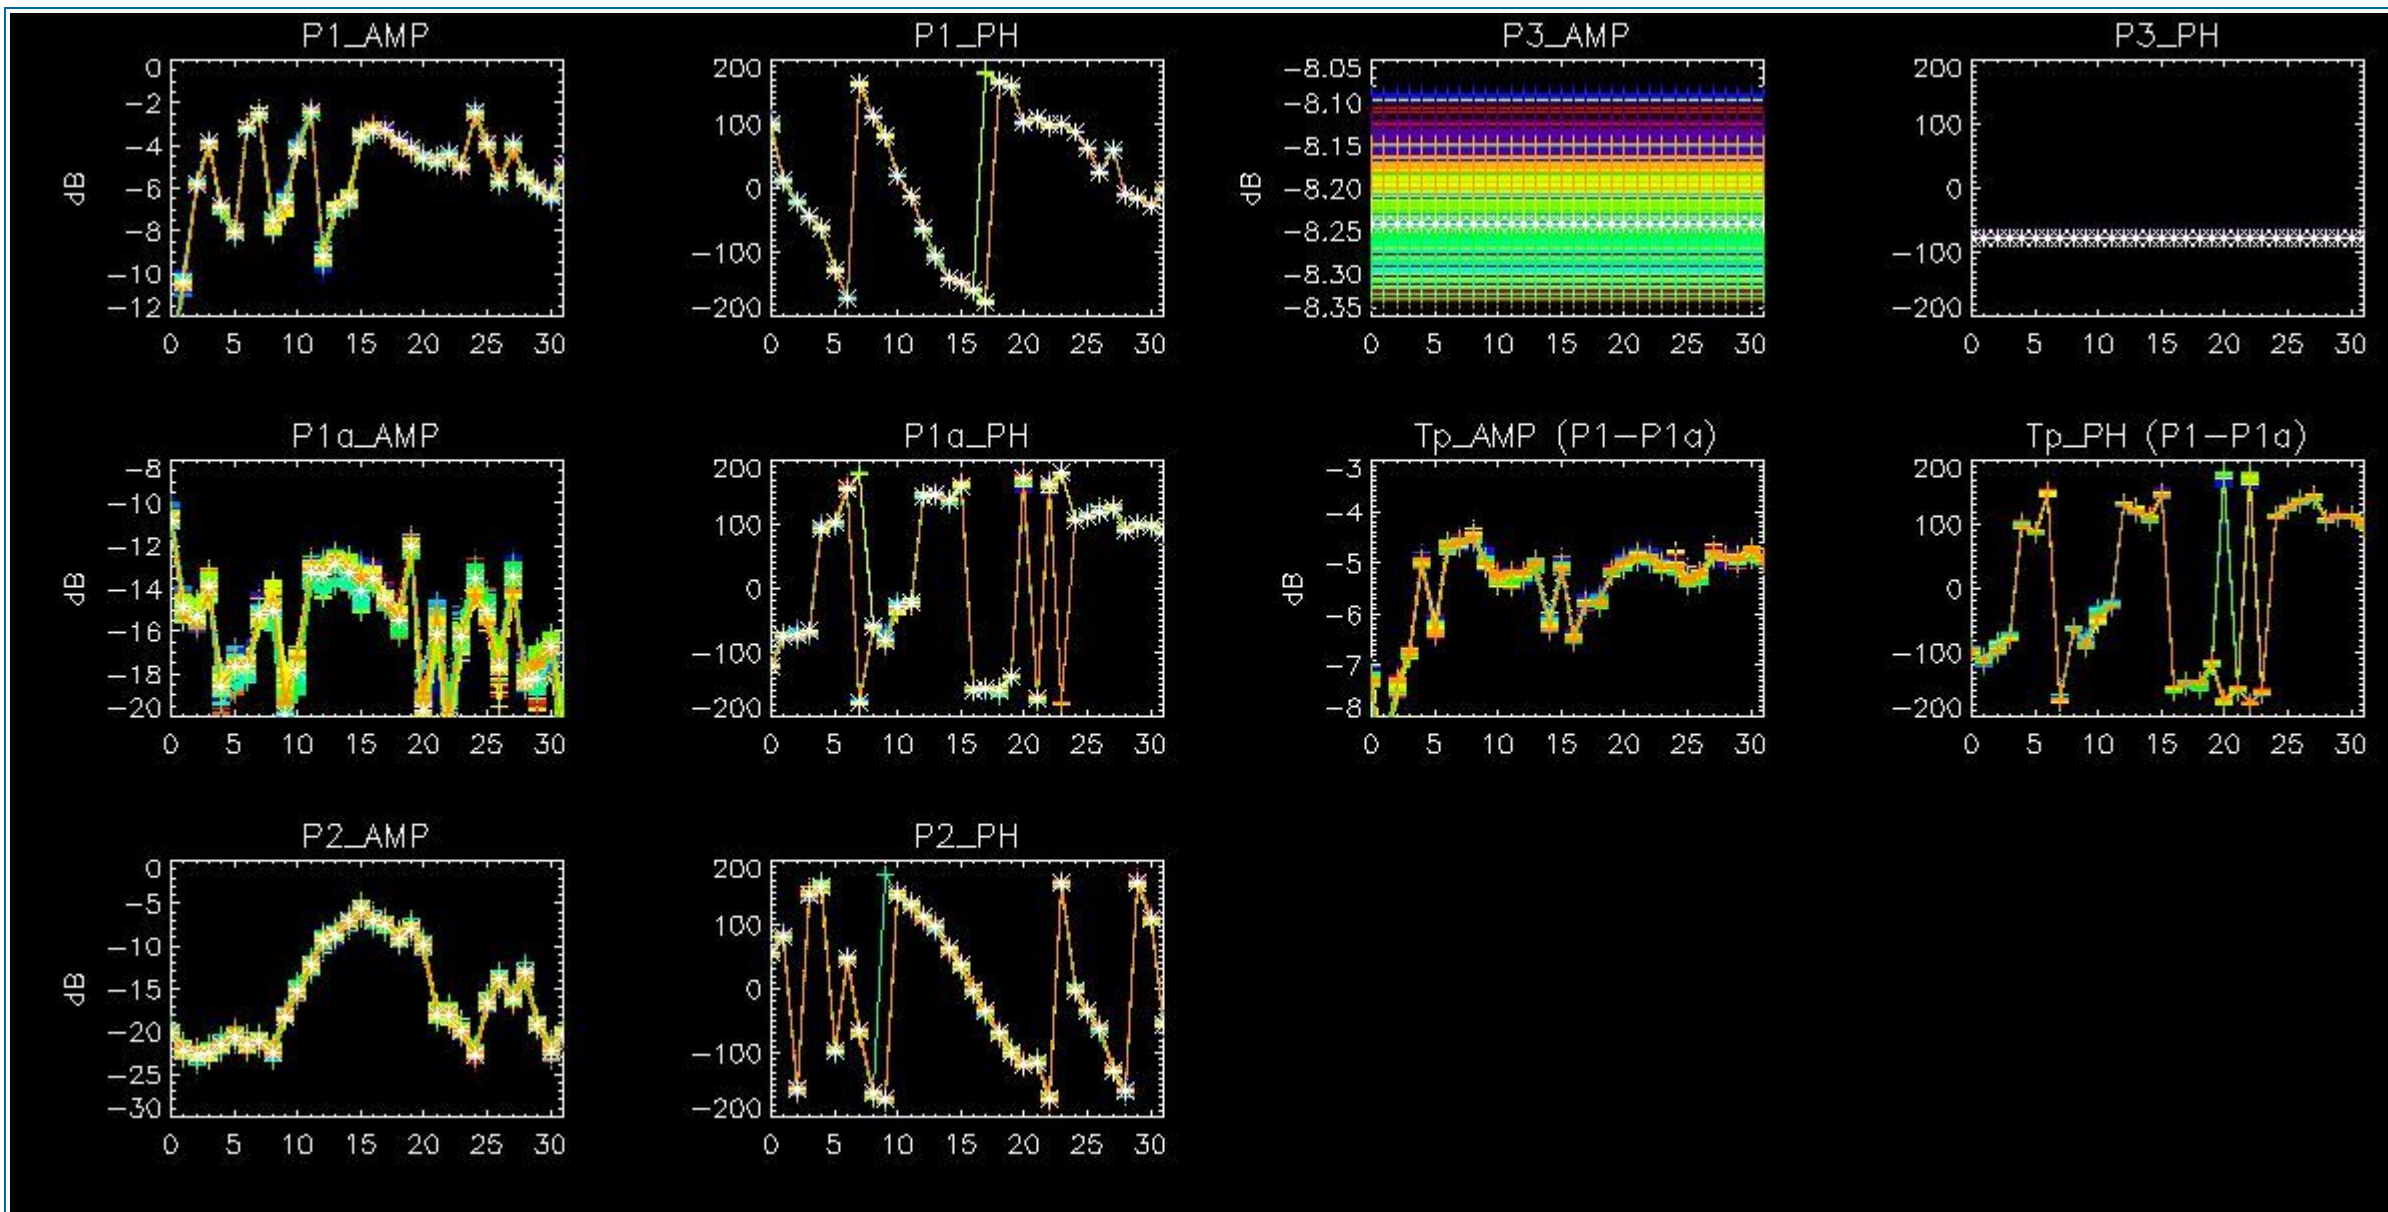 P1_AMP
0
−2
−4
−6
−8
−10
−12
dB
0 5 10 15 20 25 30
P1_PH
200
100
0
−100
−200
0 5 10 15 20 25 30
P3_AMP
−8.05
−8.10
−8.15
−8.20
−8.25
−8.30
−8.35
dB
0 5 10 15 20 25 30
P3_PH
200
100
0
−100
−200
0 5 10 15 20 25 30
P1a_AMP
−8
−10
−12
−14
−16
−18
−20
dB
0 5 10 15 20 25 30
P1a_PH
200
100
0
−100
−200
0 5 10 15 20 25 30
Tp_AMP (P1−P1a)
−3
−4
−5
−6
−7
−8
dB
0 5 10 15 20 25 30
Tp_PH (P1−P1a)
200
100
0
−100
−200
0 5 10 15 20 25 30
P2_AMP
0
−5
−10
−15
−20
−25
−30
dB
0 5 10 15 20 25 30
P2_PH
200
100
0
−100
−200
0 5 10 15 20 25 30